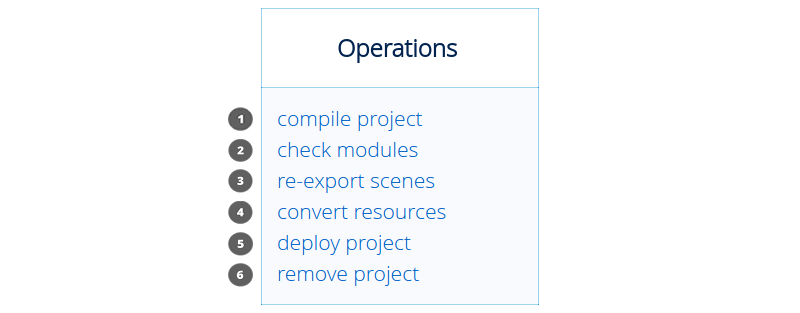 Operations
1 compile project
2 check modules
3 re-export scenes
4 convert resources
5 deploy project
6 remove project